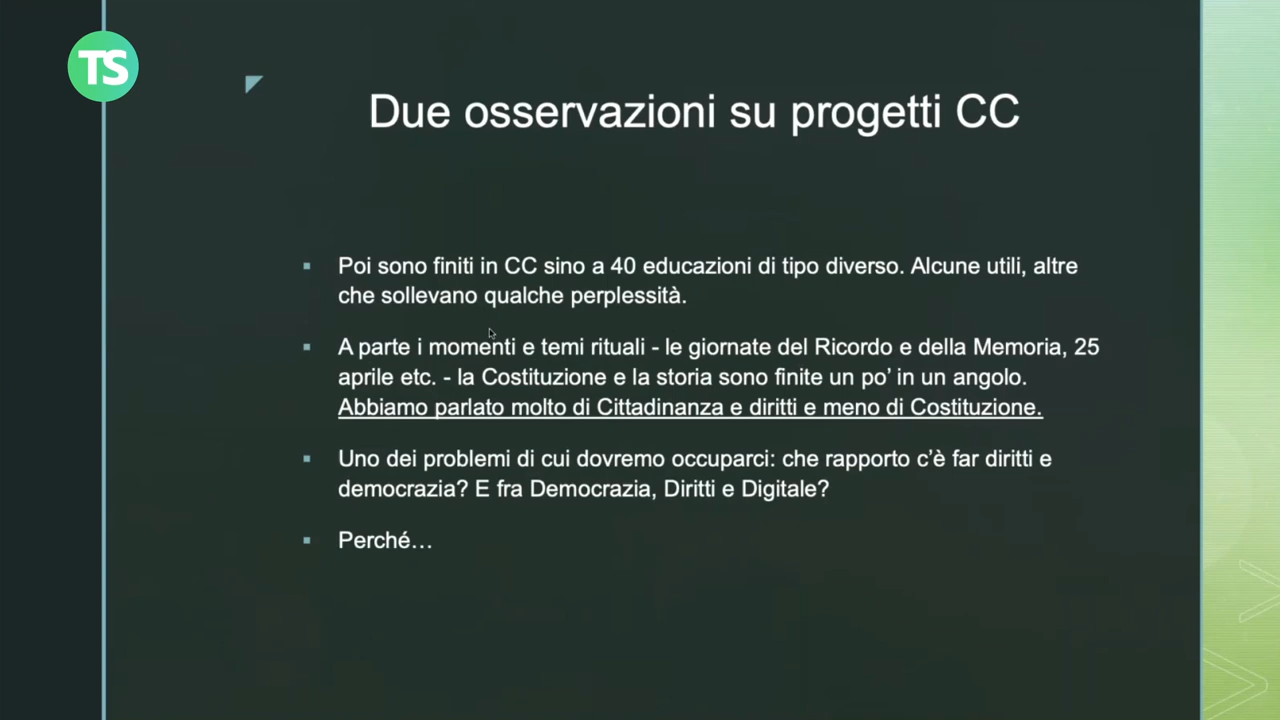 TS
Due osservazioni su progetti CC
Poi sono finiti in CC sino a 40 educazioni di tipo diverso. Alcune utili, altre
che sollevano qualche perplessità.
A parte i momenti e temi rituali - le giornate del Ricordo e della Memoria, 25
aprile etc. - la Costituzione e la storia sono finite un po’ in un angolo.
Abbiamo parlato molto di Cittadinanza e diritti e meno di Costituzione.
Uno dei problemi di cui dovremo occuparci: che rapporto c’è far diritti e
democrazia? E fra Democrazia, Diritti e Digitale?
Perché…